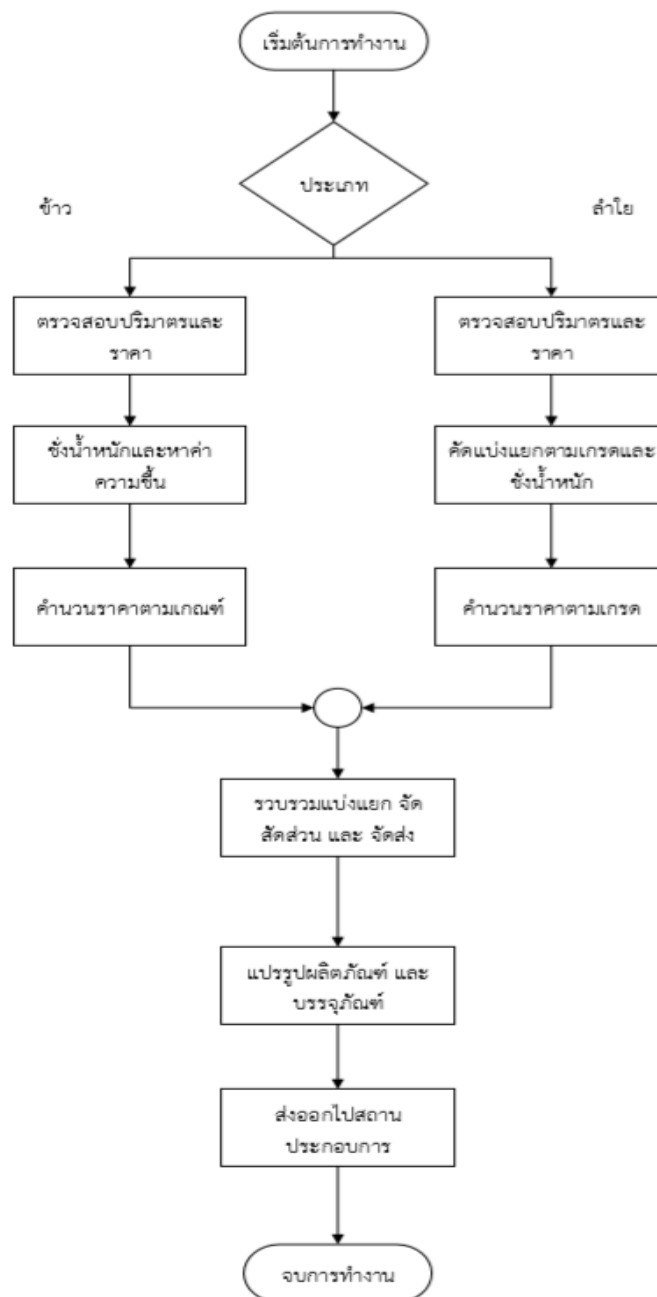 เริ่มต้นการทำงาน
ประเภท
ข้าว
ลำใย
ตรวจสอบปริมาตรและ
ราคา
ตรวจสอบปริมาตรและ
ราคา
ชั่งน้ำหนักและหาค่า
ความชื้น
คัดแบ่งแยกตามเกรดและ
ชั่งน้ำหนัก
คำนวนราคาตามเกณฑ์
คำนวนราคาตามเกรด
รวบรวมแบ่งแยก จัด
สัดส่วน และ จัดส่ง
แปรรูปผลิตภัณฑ์ และ
บรรจุภัณฑ์
ส่งออกไปสถาน
ประกอบการ
จบการทำงาน